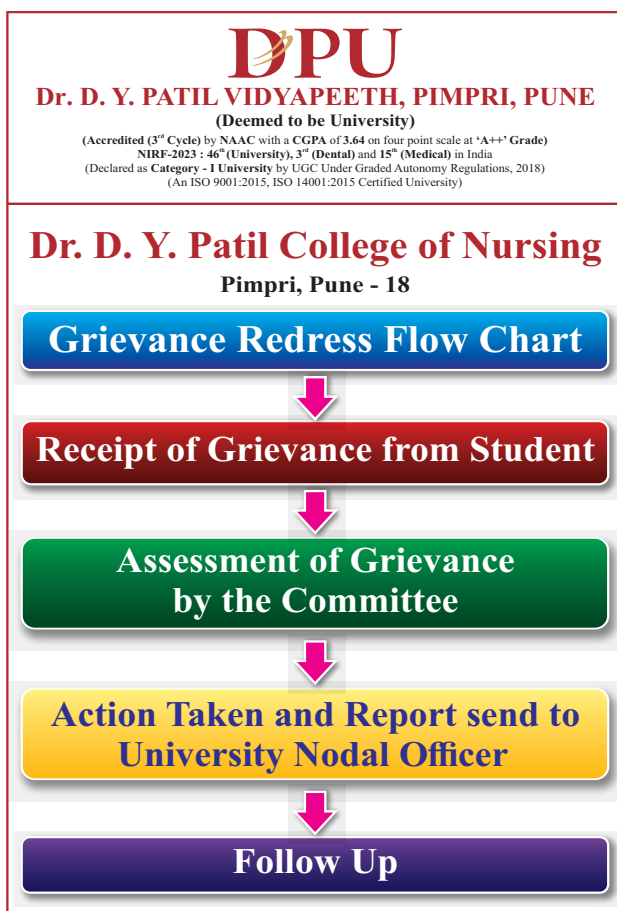 DPU
Dr. D. Y. PATIL VIDYAPEETH, PIMPRI, PUNE
(Deemed to be University)
(Accredited (3rd Cycle) by NAAC with a CGPA of 3.64 on four point scale at ‘A++’ Grade)
NIRF-2023 : 46th (University), 3rd (Dental) and 15th (Medical) in India
(Declared as Category - I University by UGC Under Graded Autonomy Regulations, 2018)
(An ISO 9001:2015, ISO 14001:2015 Certified University)
Dr. D. Y. Patil College of Nursing
Pimpri, Pune - 18
Grievance Redress Flow Chart
Receipt of Grievance from Student
Assessment of Grievance
by the Committee
Action Taken and Report send to
University Nodal Officer
Follow Up